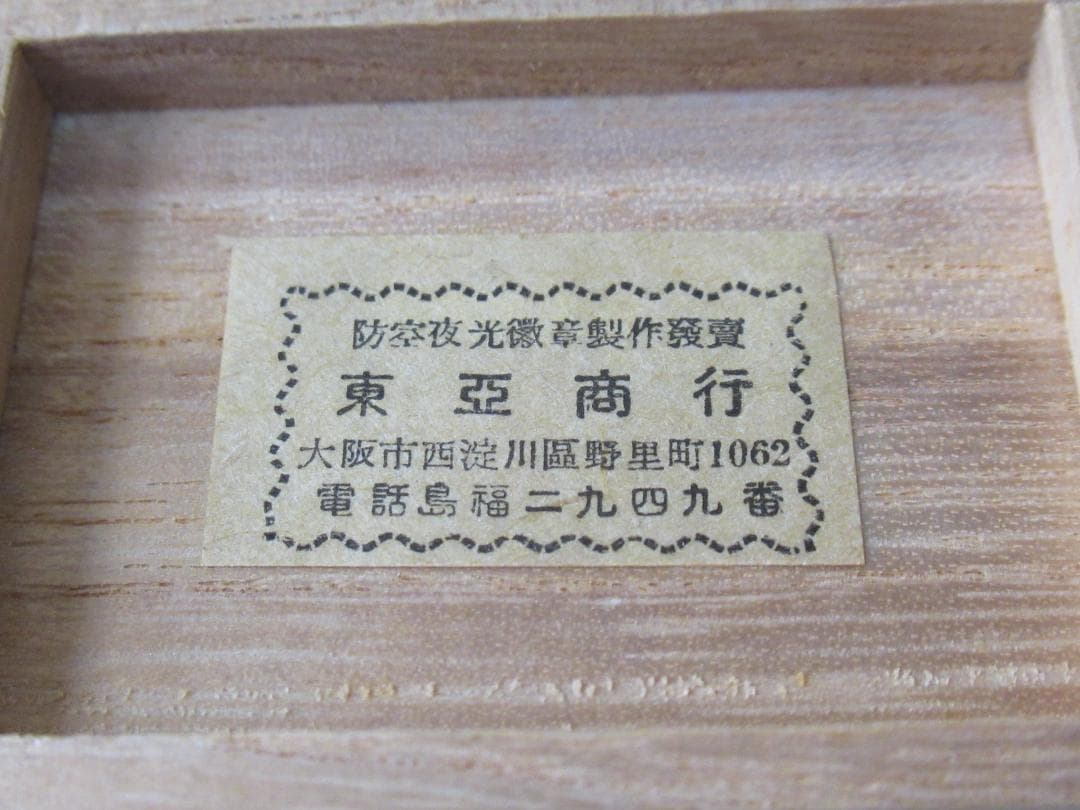 防空夜光徽章製作發賣
東亞商行
大阪市西淀川區野里町1062
電話島福二九四九番